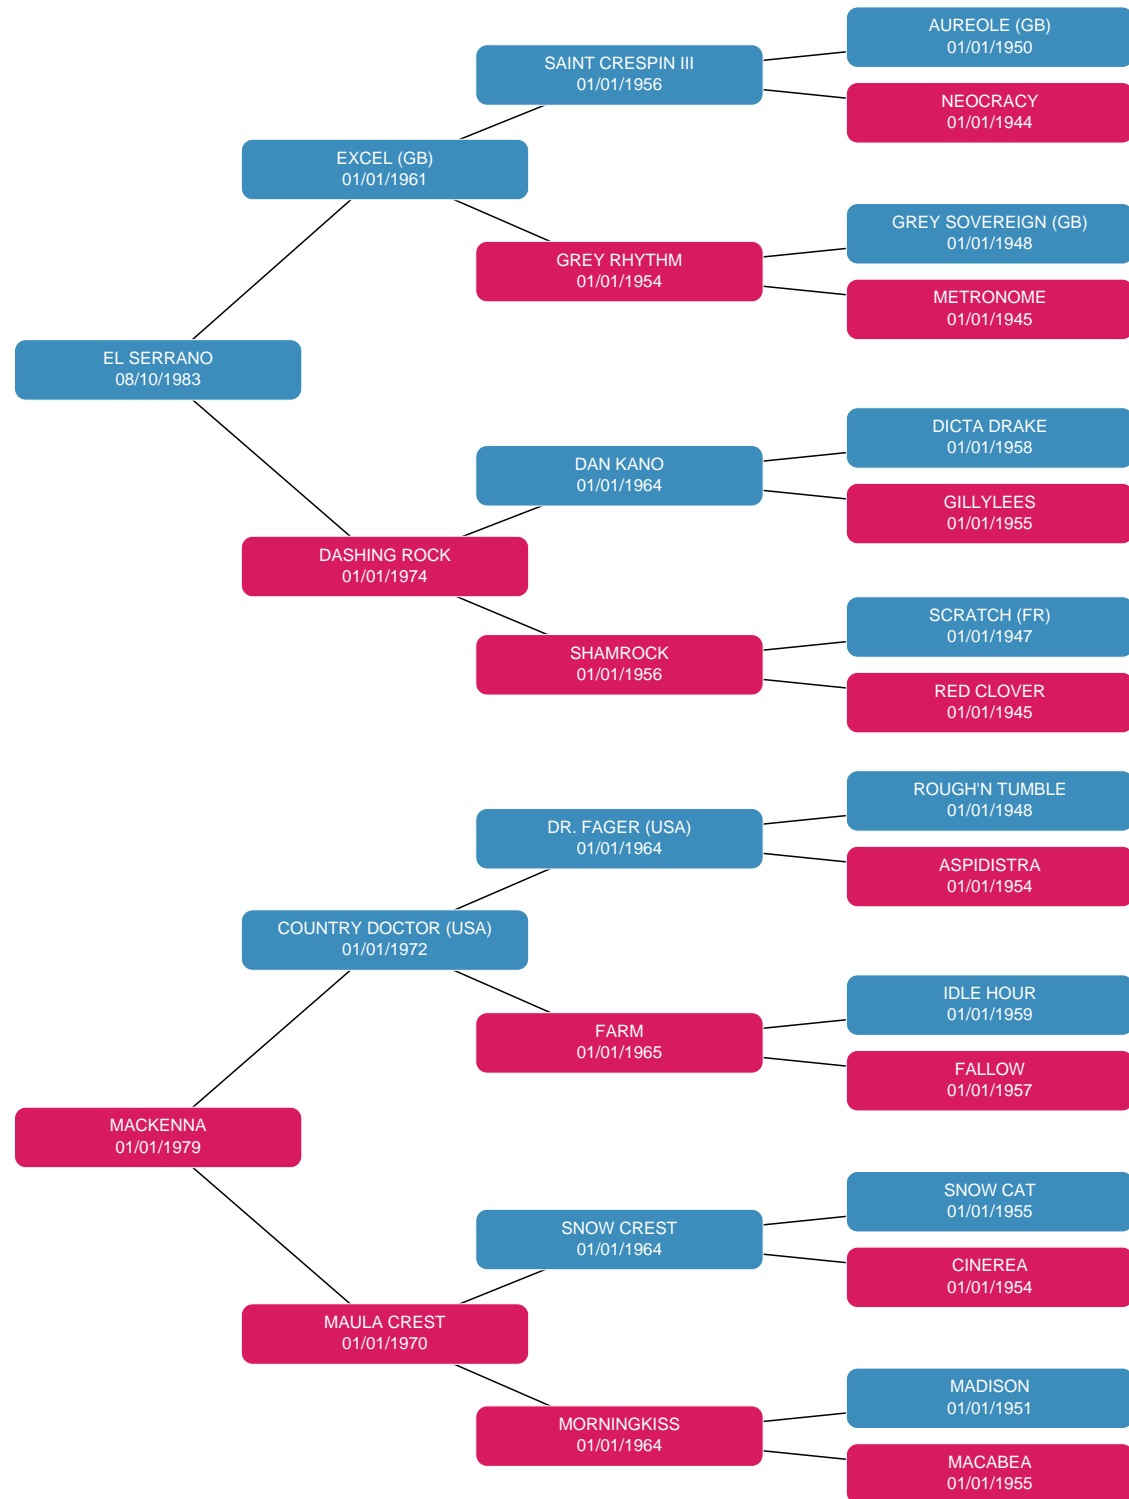 AUREOLE (GB)
01/01/1950
SAINT CRESPIN III
01/01/1956
NEOCRACY
01/01/1944
EXCEL (GB)
01/01/1961
GREY SOVEREIGN (GB)
01/01/1948
GREY RHYTHM
01/01/1954
METRONOME
01/01/1945
EL SERRANO
08/10/1983
DICTA DRAKE
01/01/1958
DAN KANO
01/01/1964
GILLYLEES
01/01/1955
DASHING ROCK
01/01/1974
SCRATCH (FR)
01/01/1947
SHAMROCK
01/01/1956
RED CLOVER
01/01/1945
ROUGH'N TUMBLE
01/01/1948
DR. FAGER (USA)
01/01/1964
ASPIDISTRA
01/01/1954
COUNTRY DOCTOR (USA)
01/01/1972
IDLE HOUR
01/01/1959
FARM
01/01/1965
FALLOW
01/01/1957
MACKENNA
01/01/1979
SNOW CAT
01/01/1955
SNOW CREST
01/01/1964
CINEREA
01/01/1954
MAULA CREST
01/01/1970
MADISON
01/01/1951
MORNINGKISS
01/01/1964
MACABEA
01/01/1955